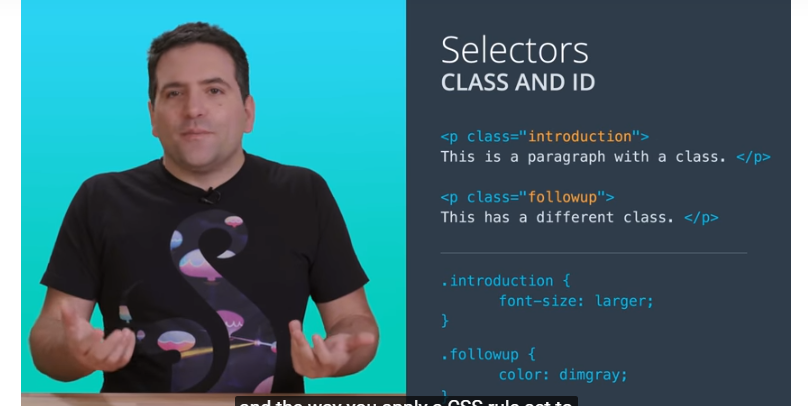 Selectors
CLASS AND ID
<p class="introduction">
This is a paragraph with a class. </p>
<p class="followup">
This has a different class. </p>
.introduction {
font-size: larger;
}
.followup {
color: dimgray;
}
and the way you apply a CSS rule set to